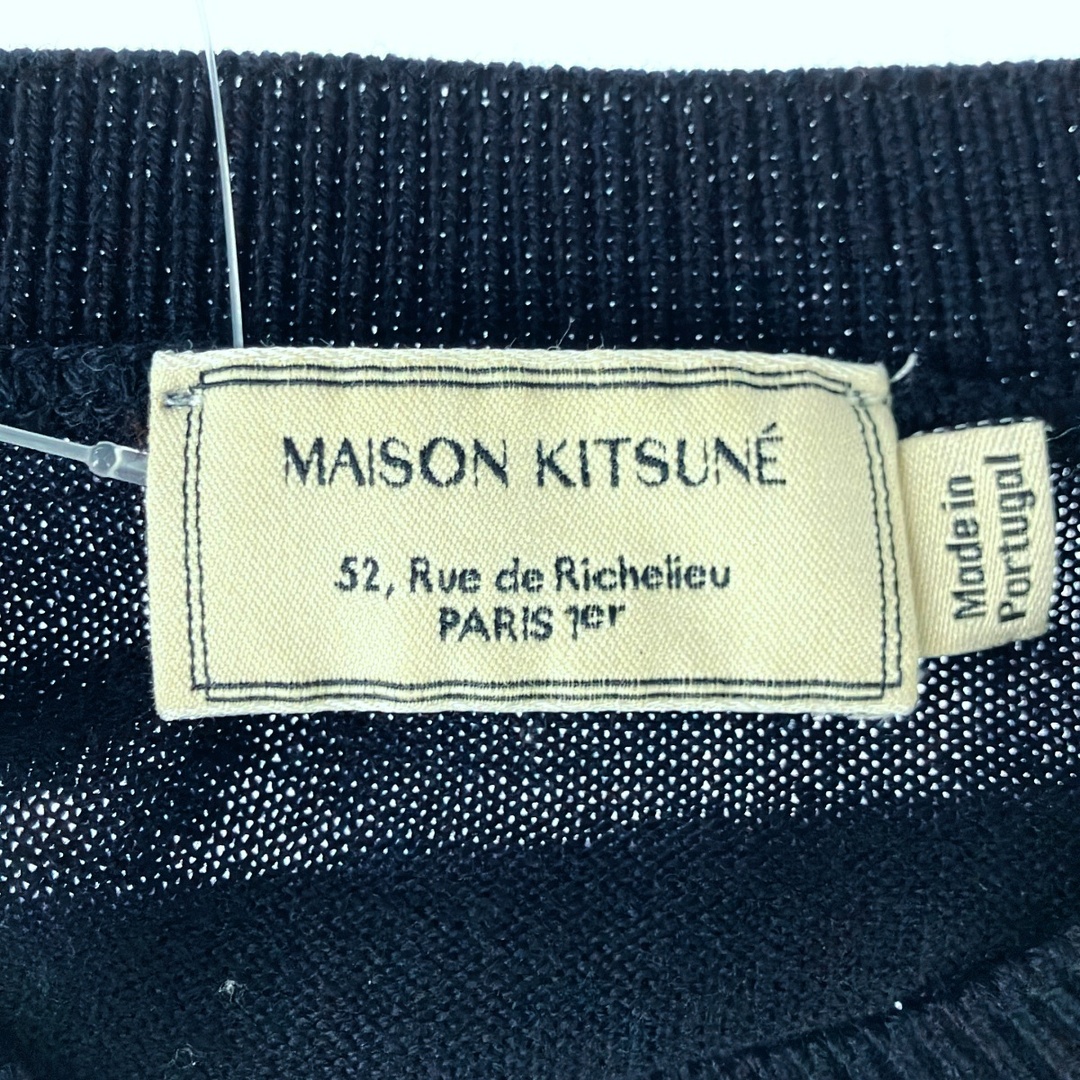 MAISON KITSUNÉ
52, Rue de Richelieu
PARIS 1er
Made in
Portugal